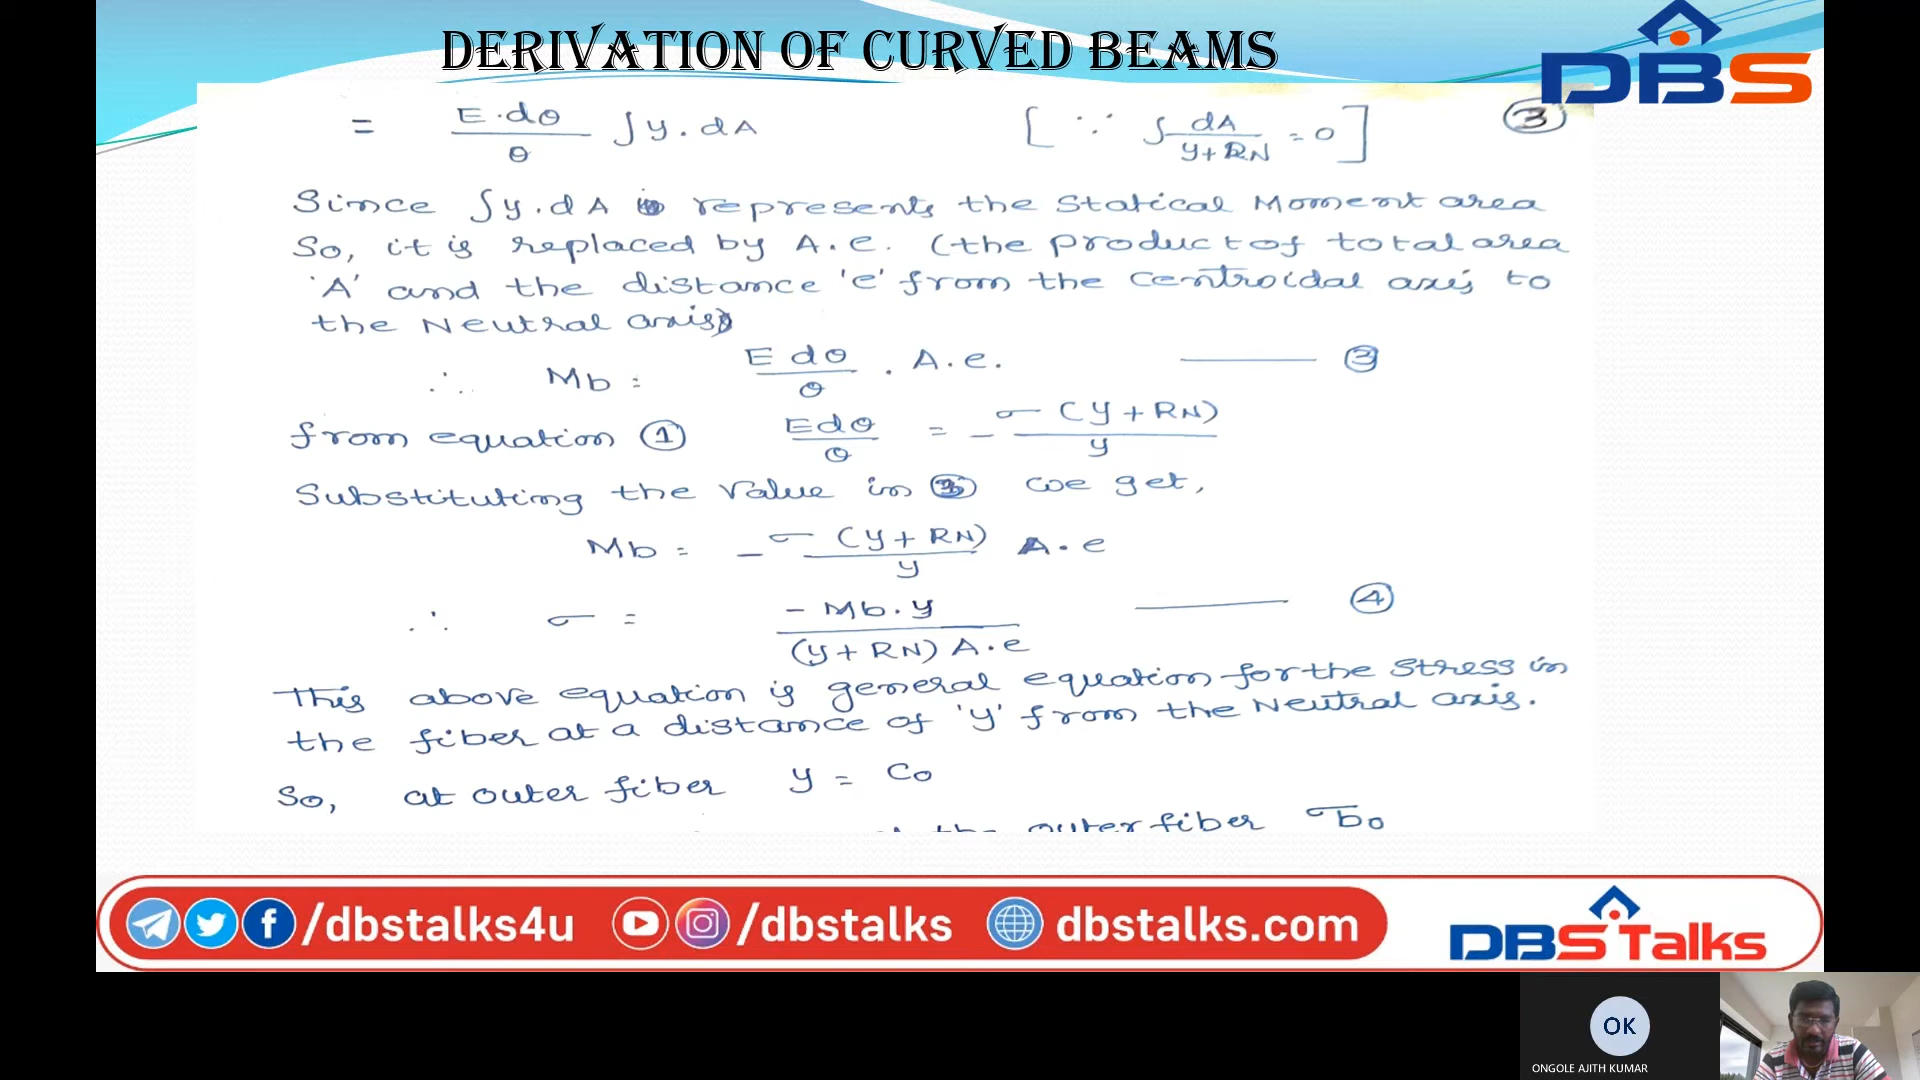 DERIVATION OF CURVED BEAMS
DBS
= E.dθ/θ ∫y.dA [∵ ∫ dA/y+RN = 0] 3
Since ∫y.dA represents the Statical Moment area
So, it is replaced by A.e. (the product of total area
'A' and the distance 'e' from the centroidal axis to
the Neutral axis)
∴ Mb = E dθ/θ . A.e. —— 3
from equation 1 Edθ/θ = - σ (y+RN)/y
Substituting the value in 3 we get,
Mb = - σ (y+RN)/y A.e
∴ σ = - Mb.y/(y+RN) A.e —— 4
This above equation is general equation for the stress in
the fiber at a distance of 'y' from the Neutral axis.
So, at outer fiber y = Co
the outer fiber σbo
/dbstalks4u /dbstalks dbstalks.com
DBS Talks
OK
ONGOLE AJITH KUMAR